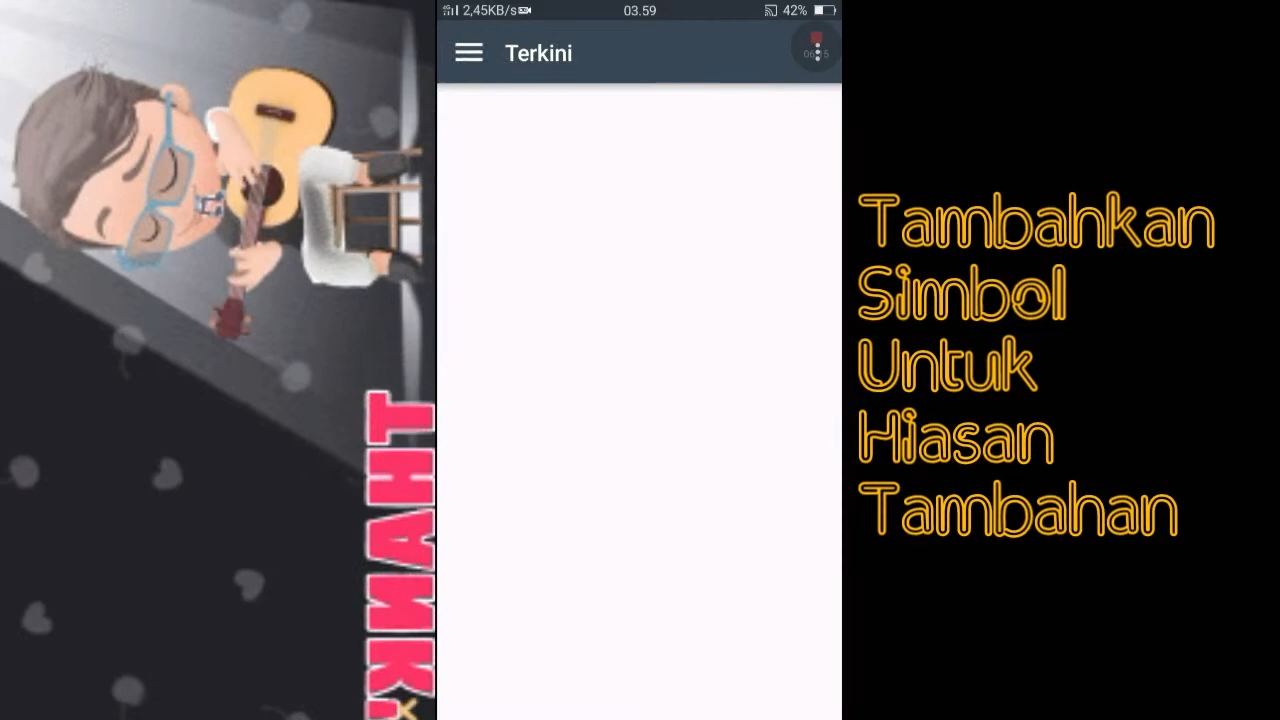 THANK
2,45KB/s
03.59
42%
Terkini
Tambahkan
Simbol
Untuk
Hiasan
Tambahan